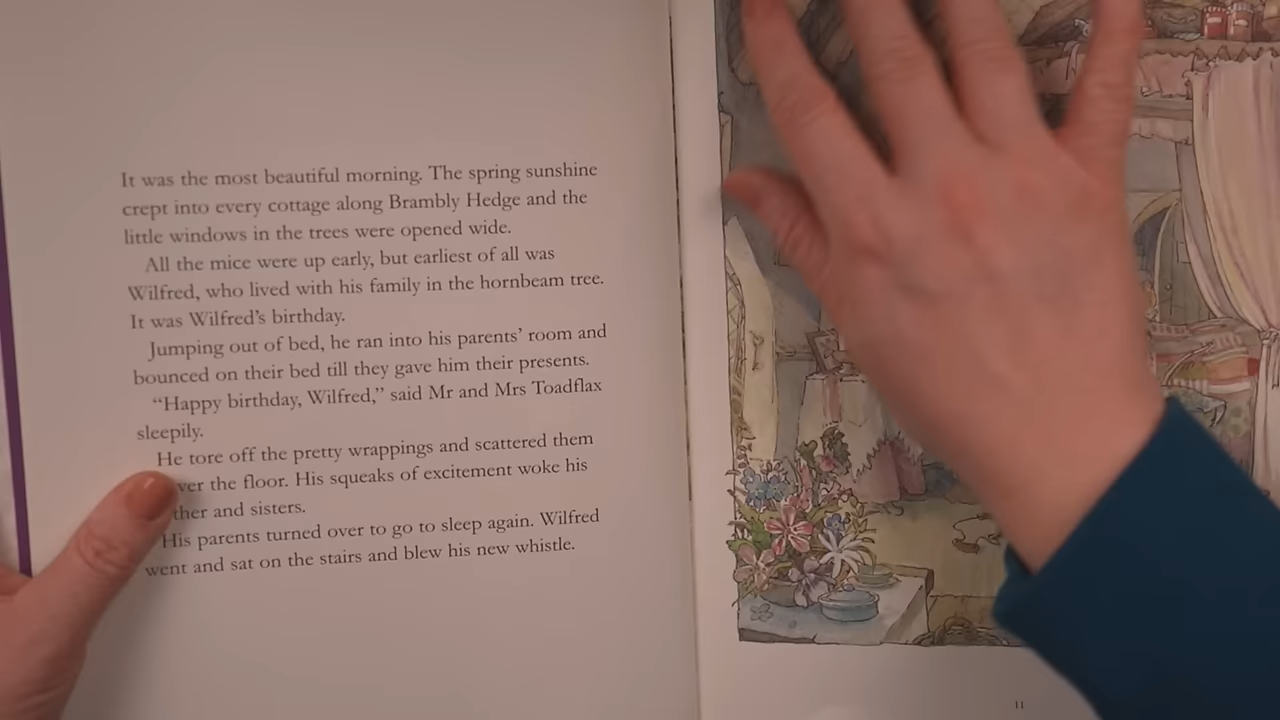 It was the most beautiful morning. The spring sunshine
crept into every cottage along Brambly Hedge and the
little windows in the trees were opened wide.
All the mice were up early, but earliest of all was
Wilfred, who lived with his family in the hornbeam tree.
It was Wilfred's birthday.
Jumping out of bed, he ran into his parents' room and
bounced on their bed till they gave him their presents.
“Happy birthday, Wilfred,” said Mr and Mrs Toadflax
sleepily.
He tore off the pretty wrappings and scattered them
the floor. His squeaks of excitement woke his
and sisters.
His parents turned over to go to sleep again. Wilfred
went and sat on the stairs and blew his new whistle.
11